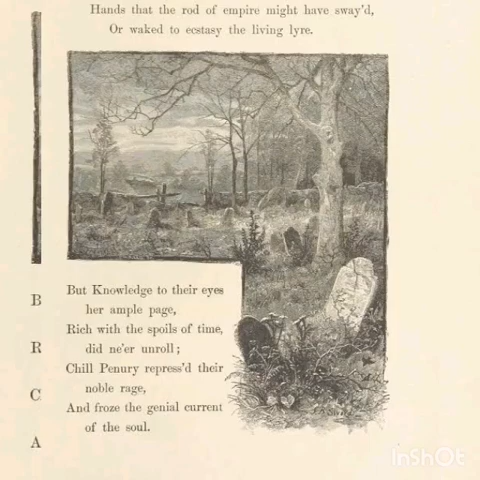 Hands that the rod of empire might have sway'd,
Or waked to ecstasy the living lyre.
But Knowledge to their eyes
her ample page,
Rich with the spoils of time,
did ne'er unroll;
Chill Penury repress'd their
noble rage,
And froze the genial current
of the soul.
B
R
C
A
InShOt